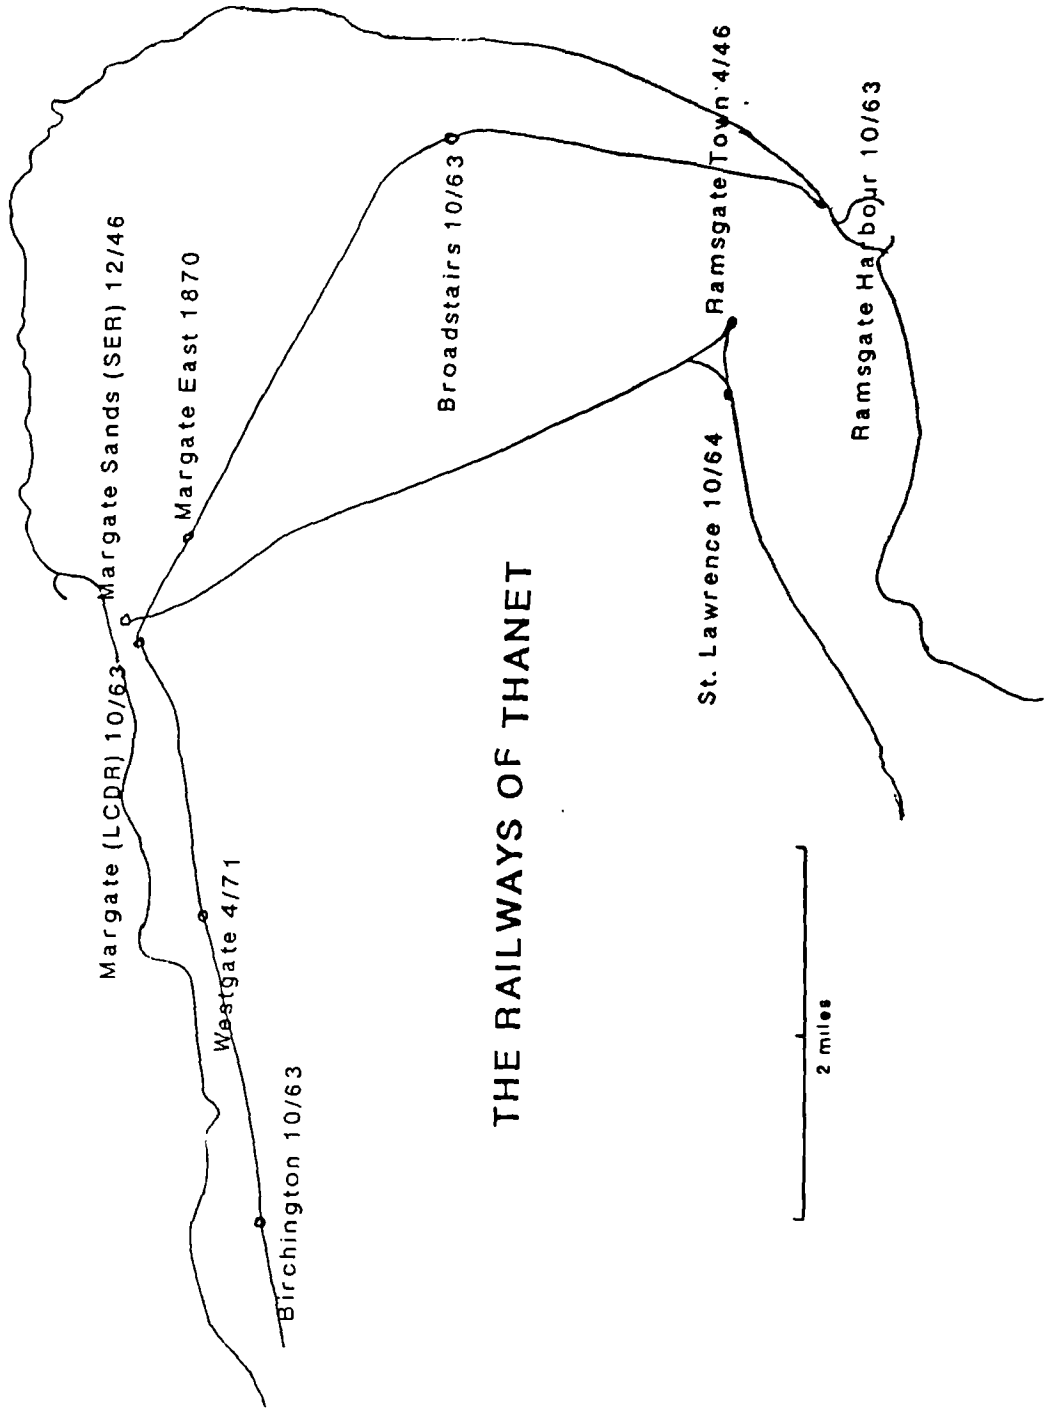 Margate Sands (SER) 12/46
Margate (LCDR) 10/63
Margate East 1870
Westgate 4/71
Birchington 10/63
Broadstairs 10/63
THE RAILWAYS OF THANET
Ramsgate Town 4/46
St. Lawrence 10/64
2 miles
Ramsgate Harbour 10/63